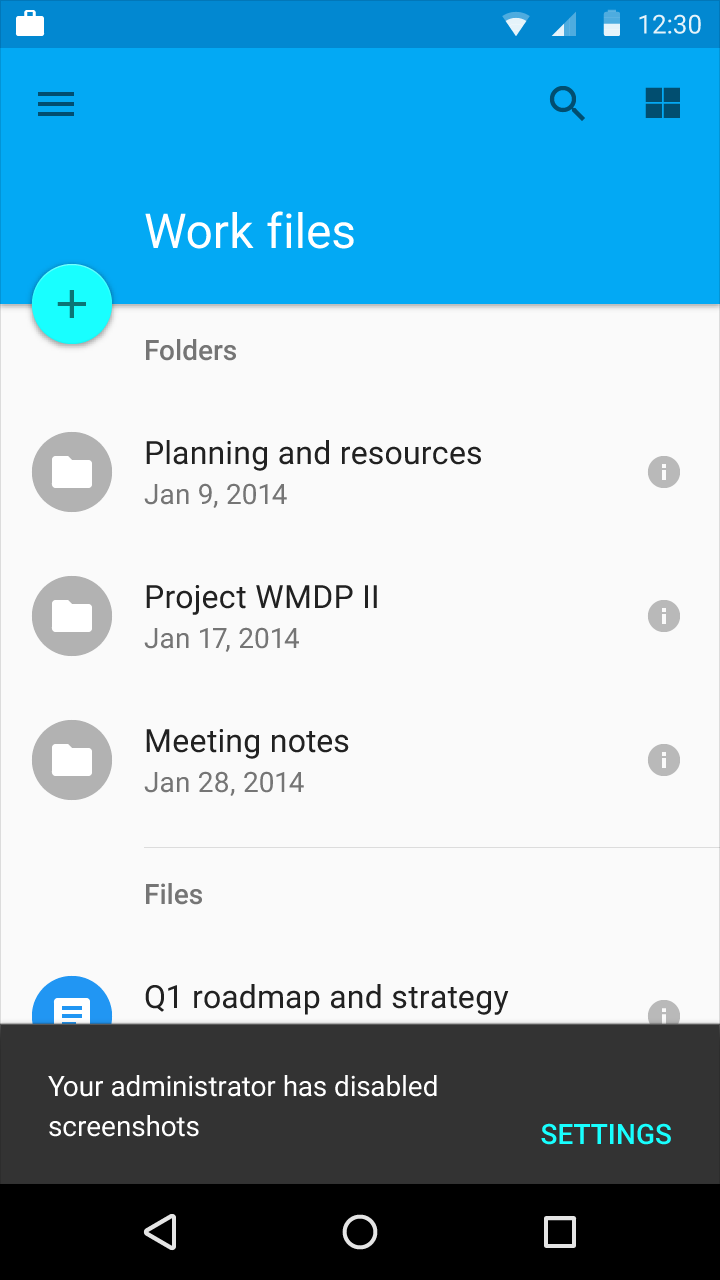 12:30
Work files
Folders
Planning and resources
Jan 9, 2014
Project WMDP II
Jan 17, 2014
Meeting notes
Jan 28, 2014
Files
Q1 roadmap and strategy
Your administrator has disabled
screenshots
SETTINGS